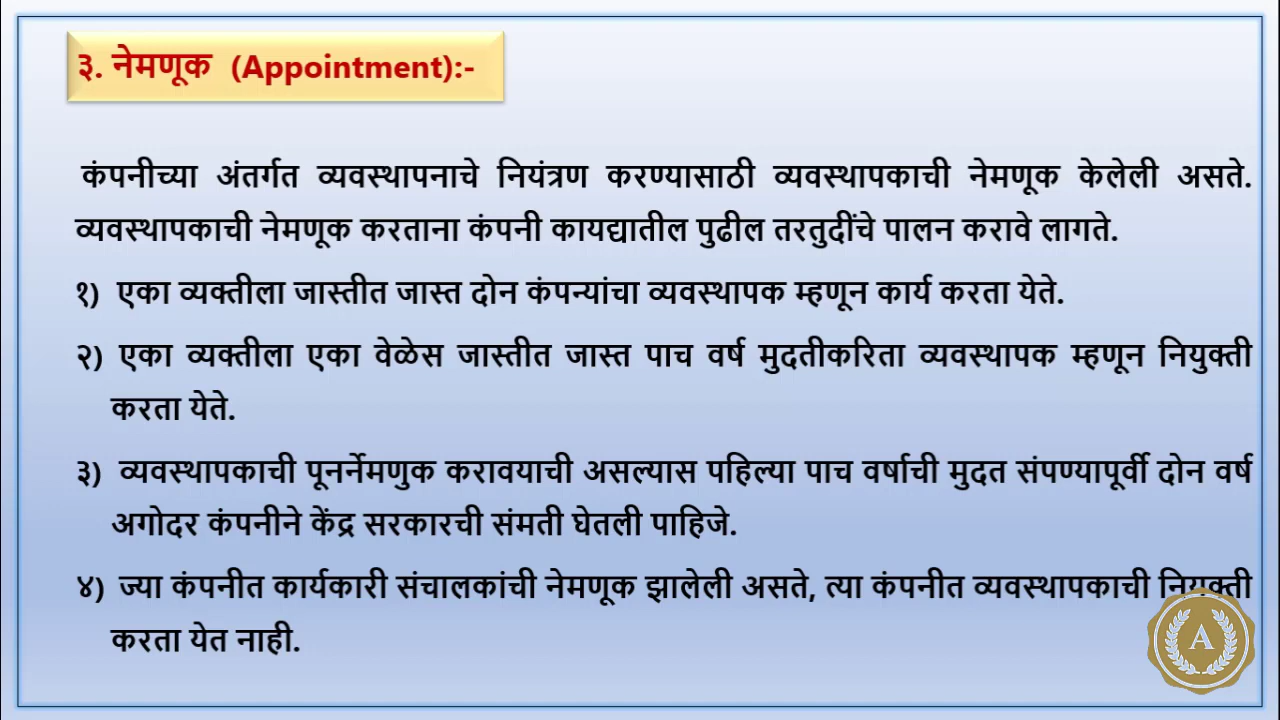 ३. नेमणूक (Appointment):-
कंपनीच्या अंतर्गत व्यवस्थापनाचे नियंत्रण करण्यासाठी व्यवस्थापकाची नेमणूक केलेली असते.
व्यवस्थापकाची नेमणूक करताना कंपनी कायद्यातील पुढील तरतुदींचे पालन करावे लागते.
१) एका व्यक्तीला जास्तीत जास्त दोन कंपन्यांचा व्यवस्थापक म्हणून कार्य करता येते.
२) एका व्यक्तीला एका वेळेस जास्तीत जास्त पाच वर्ष मुदतीकरिता व्यवस्थापक म्हणून नियुक्ती
करता येते.
३) व्यवस्थापकाची पूनर्नेमणुक करावयाची असल्यास पहिल्या पाच वर्षाची मुदत संपण्यापूर्वी दोन वर्ष
अगोदर कंपनीने केंद्र सरकारची संमती घेतली पाहिजे.
४) ज्या कंपनीत कार्यकारी संचालकांची नेमणूक झालेली असते, त्या कंपनीत व्यवस्थापकाची नियुक्ती
करता येत नाही.
A